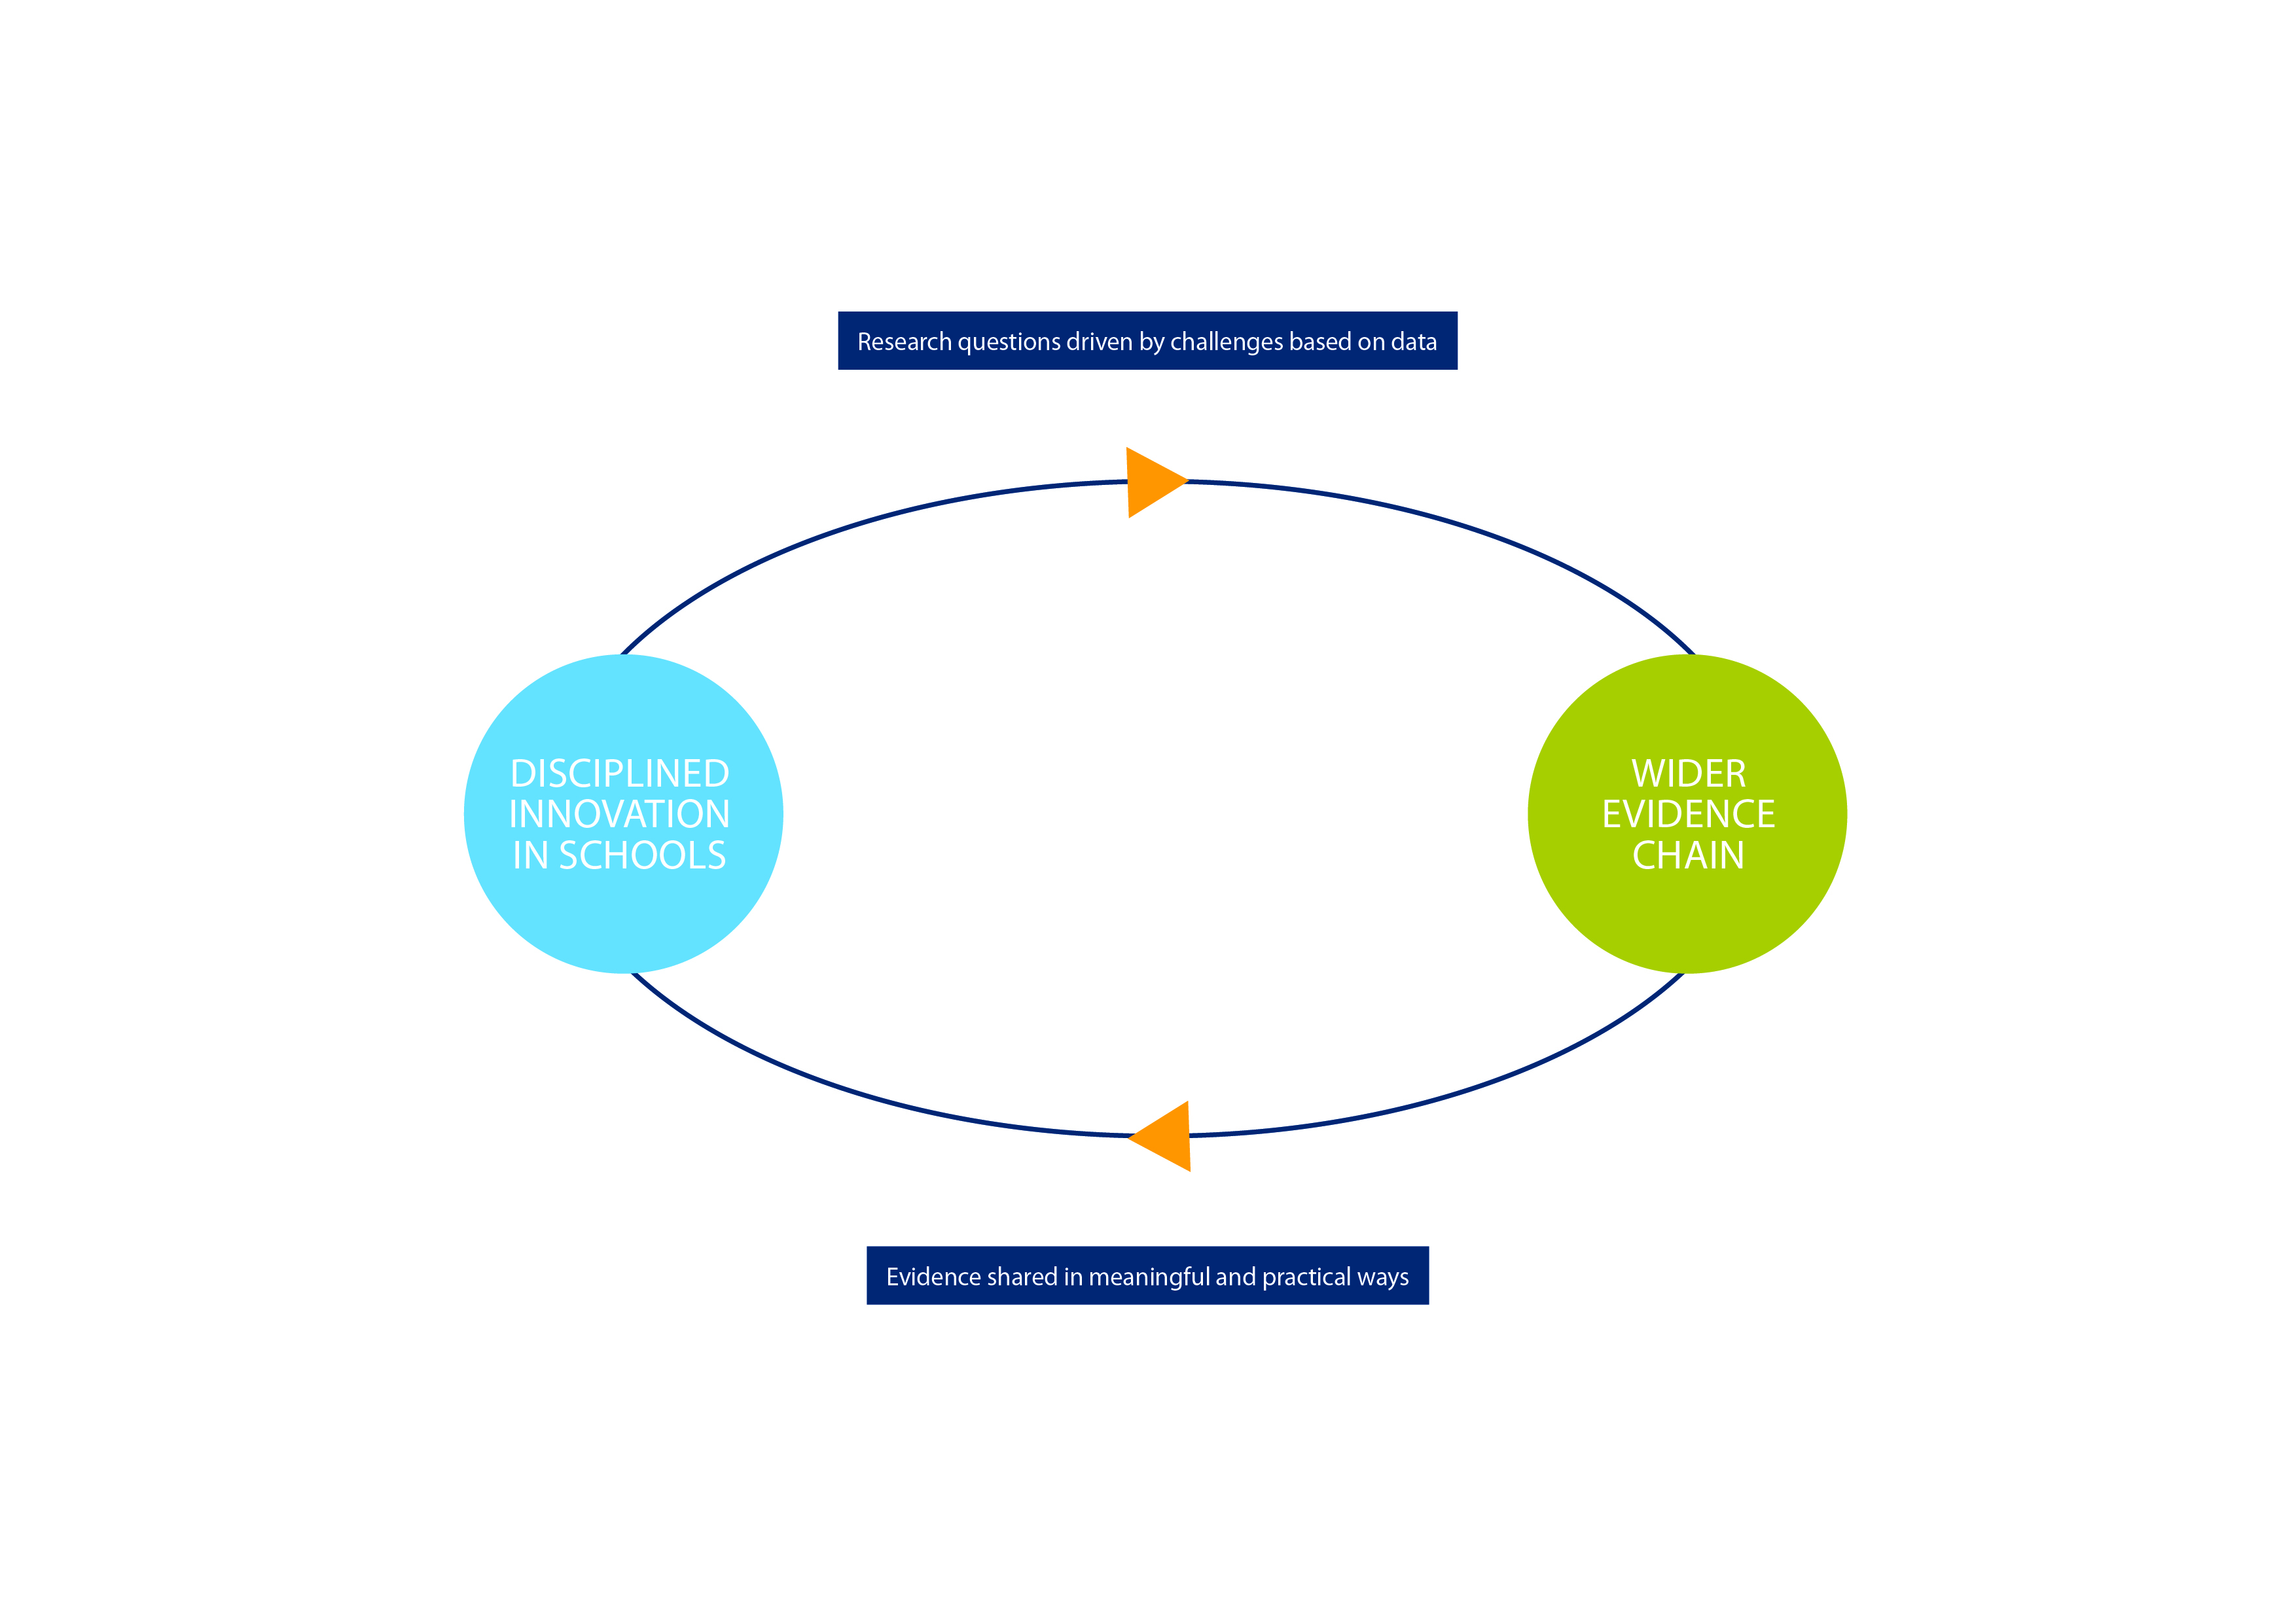 Research questions driven by challenges based on data
DISCIPLINED
INNOVATION
IN SCHOOLS
WIDER
EVIDENCE
CHAIN
Evidence shared in meaningful and practical ways